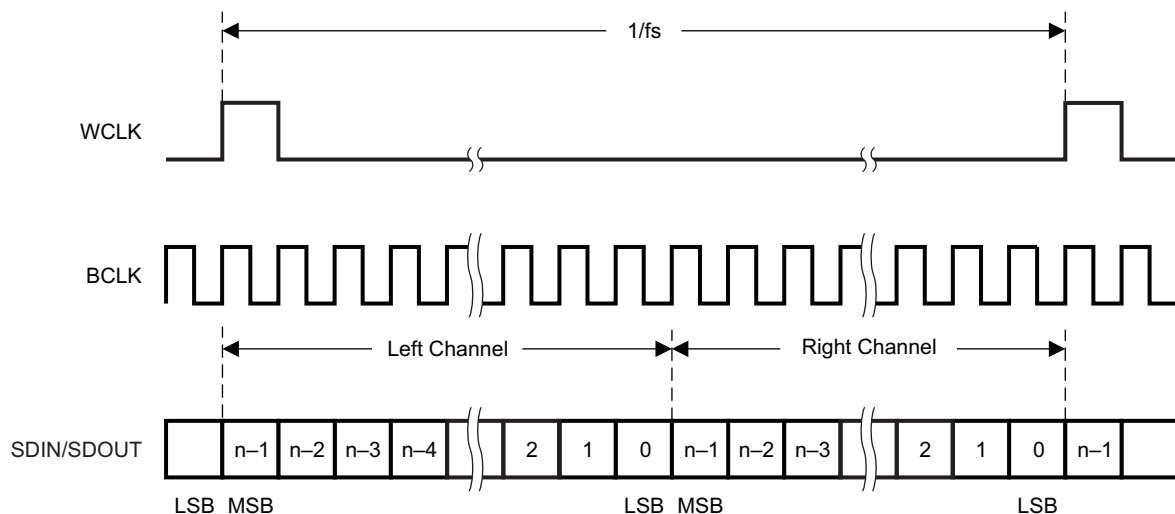 1/fs
WCLK
BCLK
Left Channel
Right Channel
SDIN/SDOUT
n–1 n–2 n–3 n–4 2 1 0 n–1 n–2 n–3 2 1 0 n–1
LSB MSB LSB MSB LSB